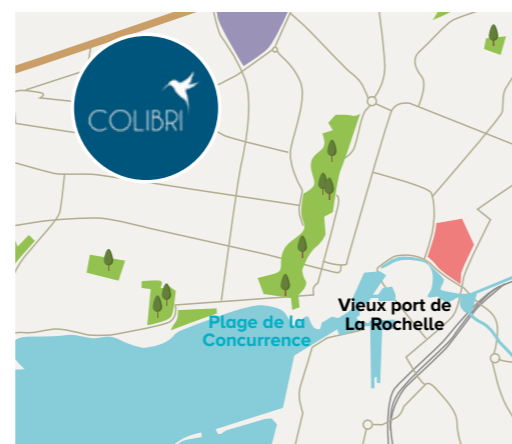 COLIBRI
Vieux port de
La Rochelle
Plage de la
Concurrence